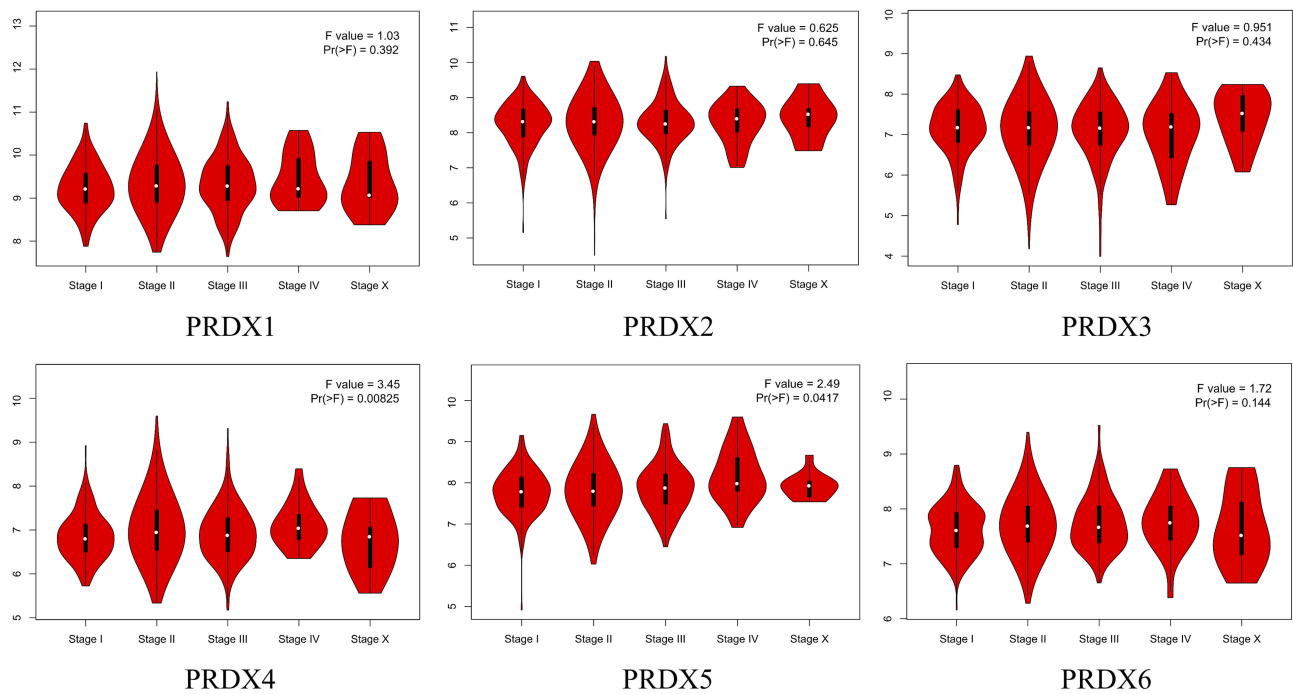 13
12
11
10
9
8
F value = 1.03
Pr(>F) = 0.392
Stage I Stage II Stage III Stage IV Stage X
PRDX1
11
10
9
8
7
6
5
F value = 0.625
Pr(>F) = 0.645
Stage I Stage II Stage III Stage IV Stage X
PRDX2
10
9
8
7
6
5
4
F value = 0.951
Pr(>F) = 0.434
Stage I Stage II Stage III Stage IV Stage X
PRDX3
10
9
8
7
6
5
F value = 3.45
Pr(>F) = 0.00825
Stage I Stage II Stage III Stage IV Stage X
PRDX4
10
9
8
7
6
5
F value = 2.49
Pr(>F) = 0.0417
Stage I Stage II Stage III Stage IV Stage X
PRDX5
10
9
8
7
6
F value = 1.72
Pr(>F) = 0.144
Stage I Stage II Stage III Stage IV Stage X
PRDX6